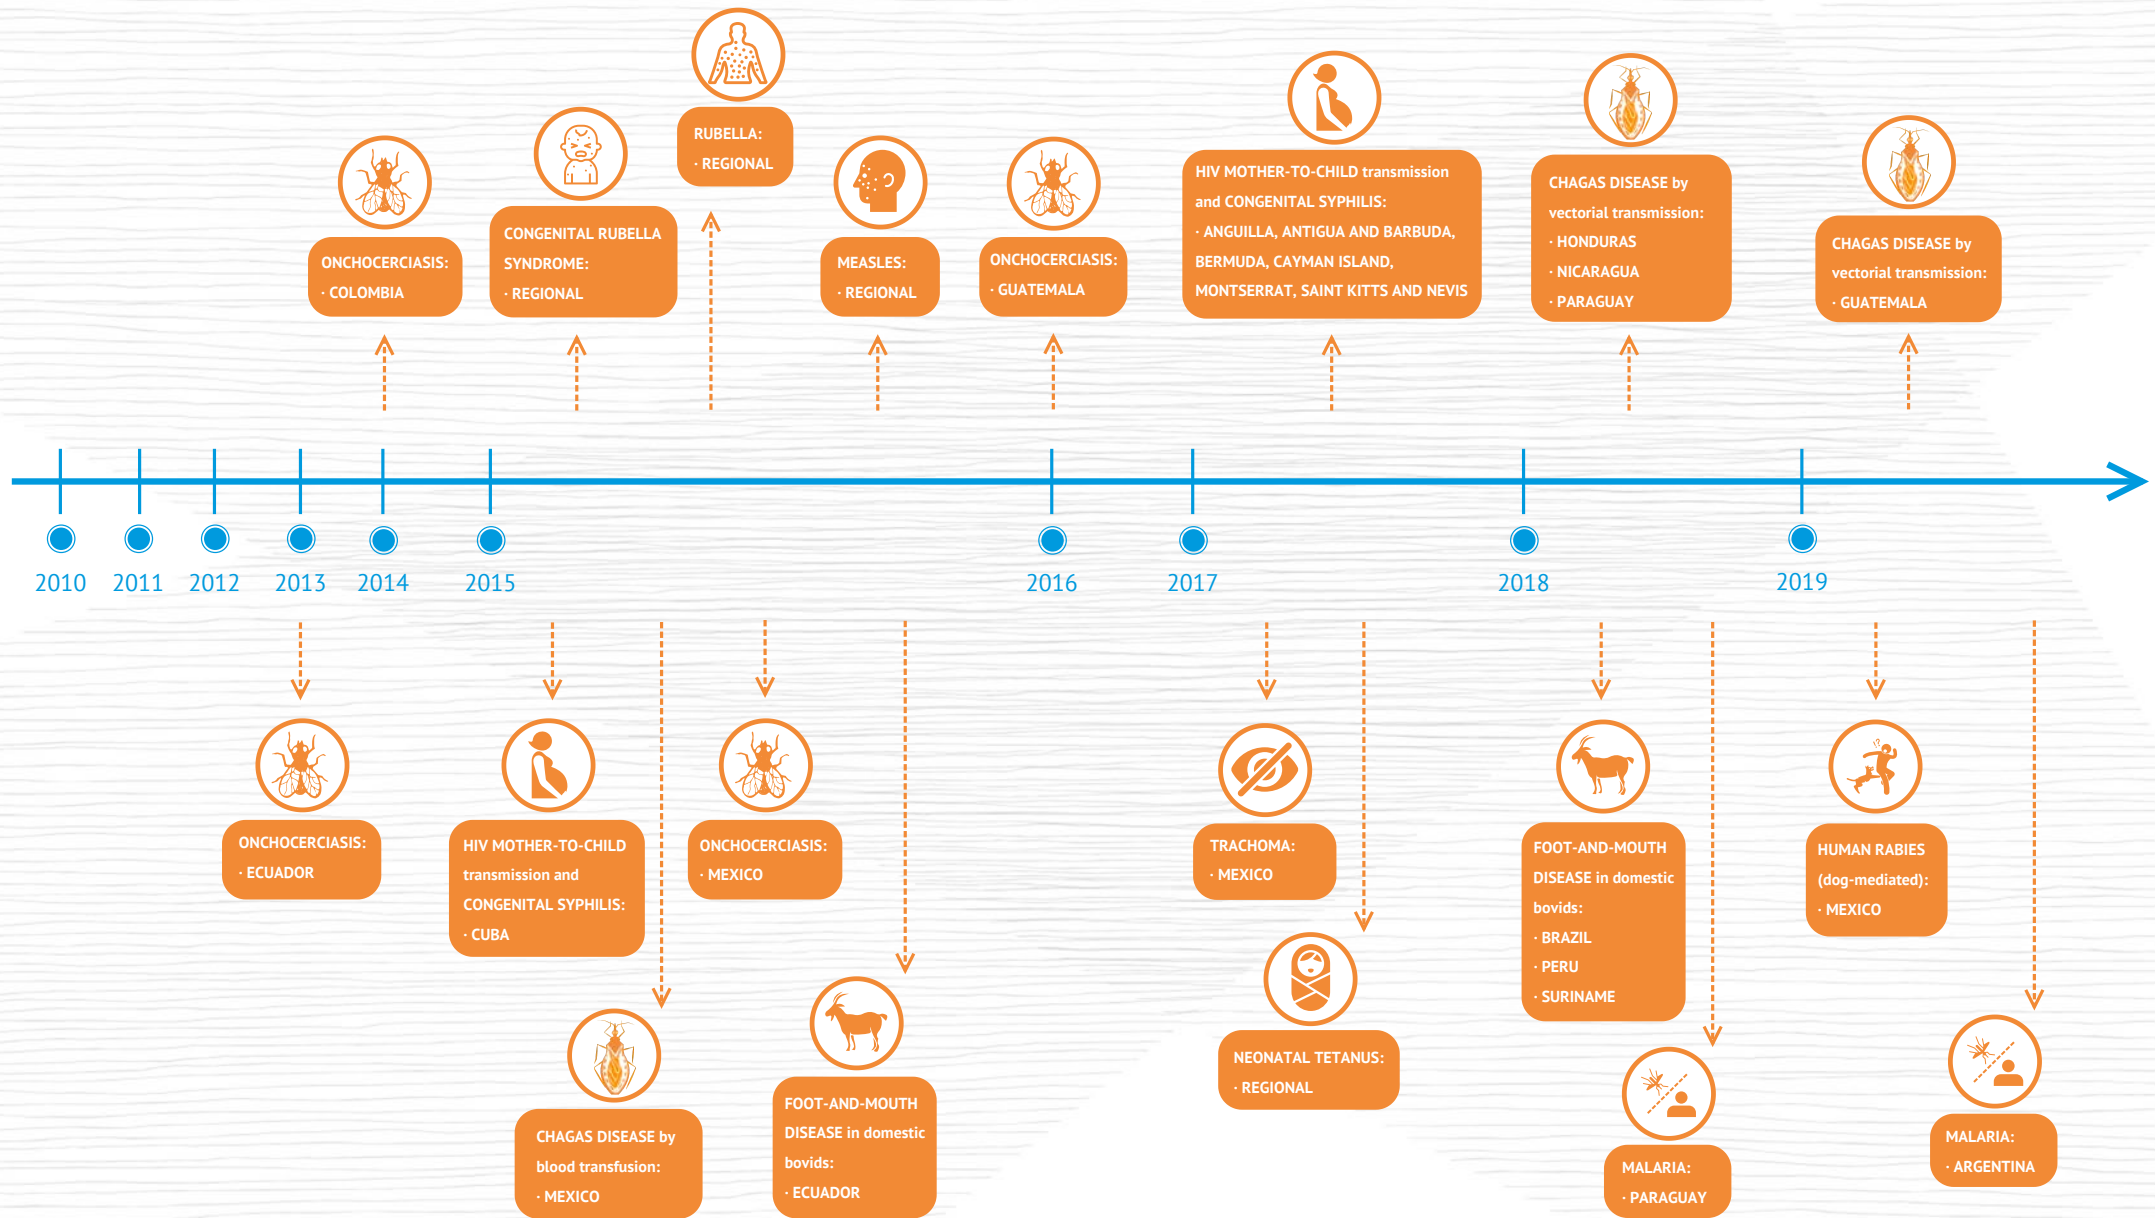 RUBELLA:
· REGIONAL
ONCHOCERCIASIS:
· COLOMBIA
CONGENITAL RUBELLA
SYNDROME:
· REGIONAL
MEASLES:
· REGIONAL
ONCHOCERCIASIS:
· GUATEMALA
HIV MOTHER-TO-CHILD transmission
and CONGENITAL SYPHILIS:
· ANGUILLA, ANTIGUA AND BARBUDA,
BERMUDA, CAYMAN ISLAND,
MONTSERRAT, SAINT KITTS AND NEVIS
CHAGAS DISEASE by
vectorial transmission:
· HONDURAS
· NICARAGUA
· PARAGUAY
CHAGAS DISEASE by
vectorial transmission:
· GUATEMALA
2010 2011 2012 2013 2014 2015 2016 2017 2018 2019
ONCHOCERCIASIS:
· ECUADOR
HIV MOTHER-TO-CHILD
transmission and
CONGENITAL SYPHILIS:
· CUBA
CHAGAS DISEASE by
blood transfusion:
· MEXICO
ONCHOCERCIASIS:
· MEXICO
FOOT-AND-MOUTH
DISEASE in domestic
bovids:
· ECUADOR
TRACHOMA:
· MEXICO
NEONATAL TETANUS:
· REGIONAL
FOOT-AND-MOUTH
DISEASE in domestic
bovids:
· BRAZIL
· PERU
· SURINAME
MALARIA:
· PARAGUAY
HUMAN RABIES
(dog-mediated):
· MEXICO
MALARIA:
· ARGENTINA